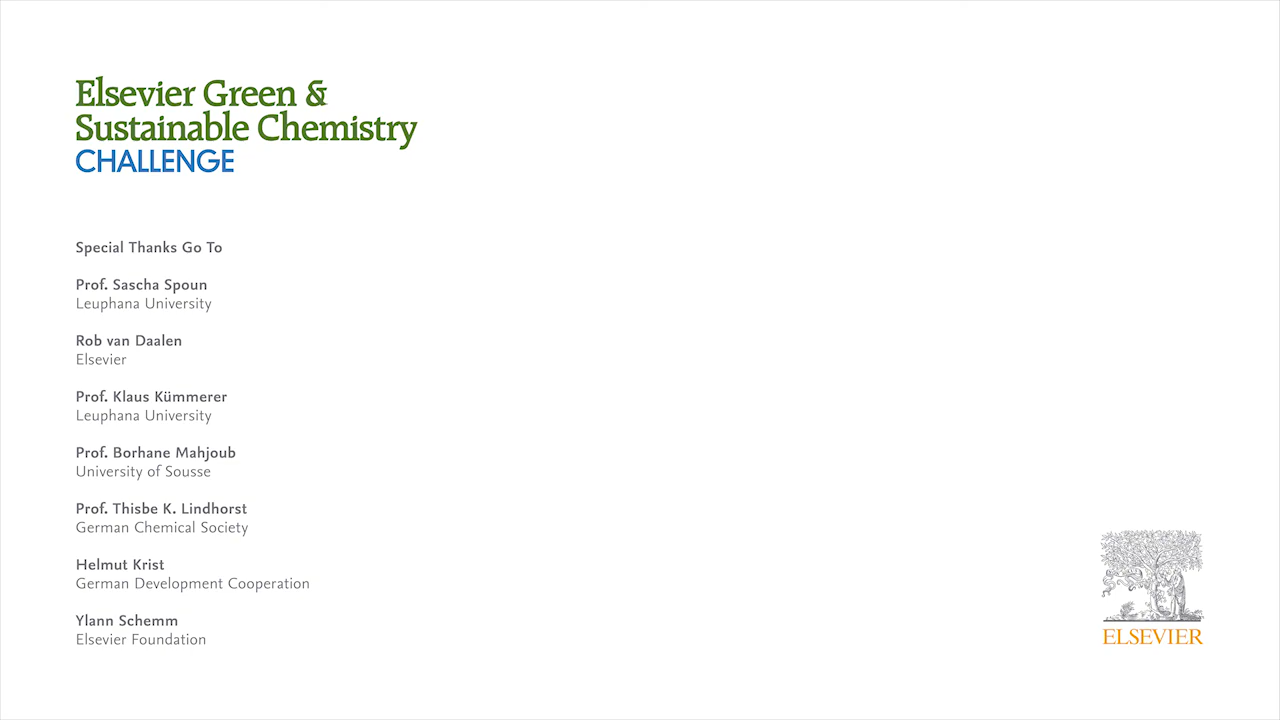 Elsevier Green &
Sustainable Chemistry
CHALLENGE
Special Thanks Go To
Prof. Sascha Spoun
Leuphana University
Rob van Daalen
Elsevier
Prof. Klaus Kümmerer
Leuphana University
Prof. Borhane Mahjoub
University of Sousse
Prof. Thisbe K. Lindhorst
German Chemical Society
Helmut Krist
German Development Cooperation
Ylann Schemm
Elsevier Foundation
ELSEVIER